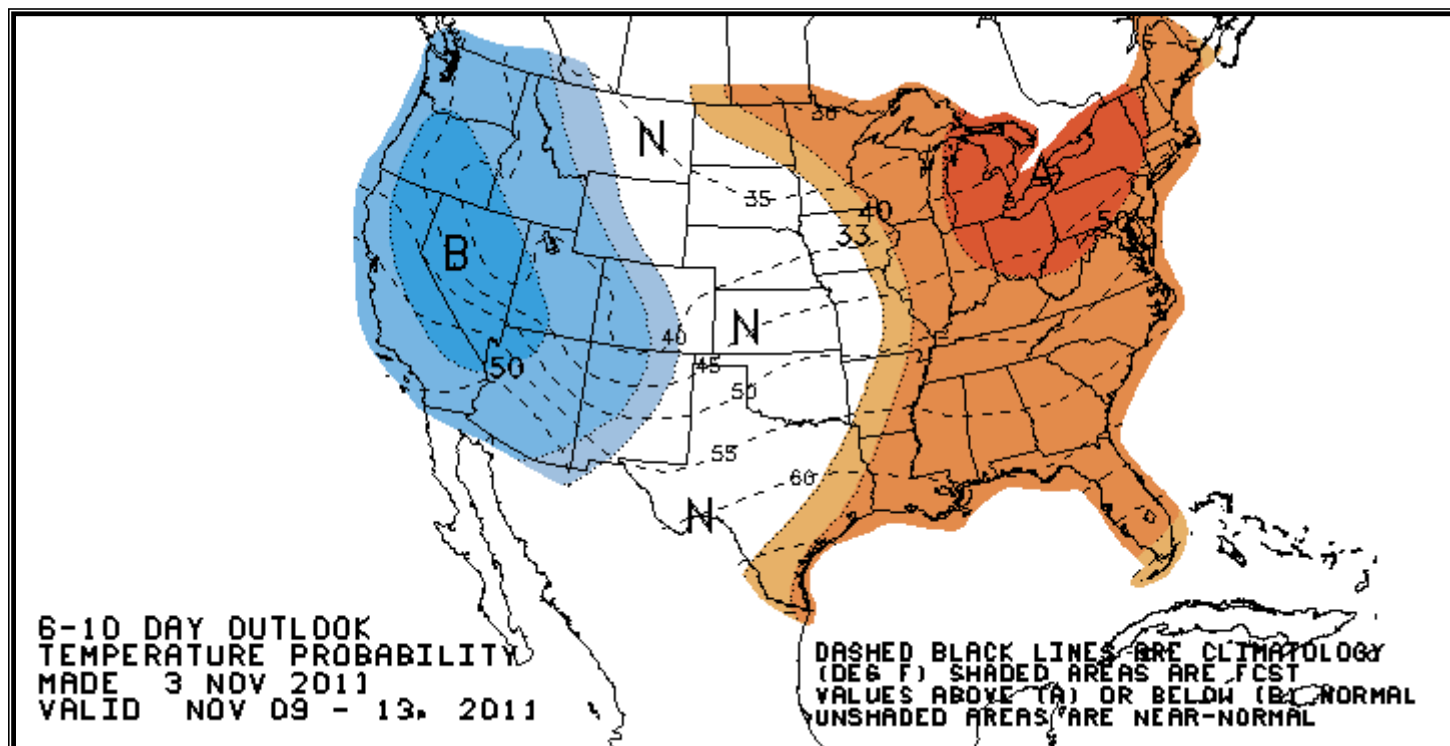 5
30
N
35
40
33
50
B
N
40
45
50
50
55
60
N
6-10 DAY OUTLOOK
TEMPERATURE PROBABILITY
MADE 3 NOV 2011
VALID NOV 09 - 13, 2011
DASHED BLACK LINES ARE CLIMATOLOGY
(DEG F) SHADED AREAS ARE FCST
VALUES ABOVE (A) OR BELOW (B) NORMAL
UNSHADED AREAS ARE NEAR-NORMAL